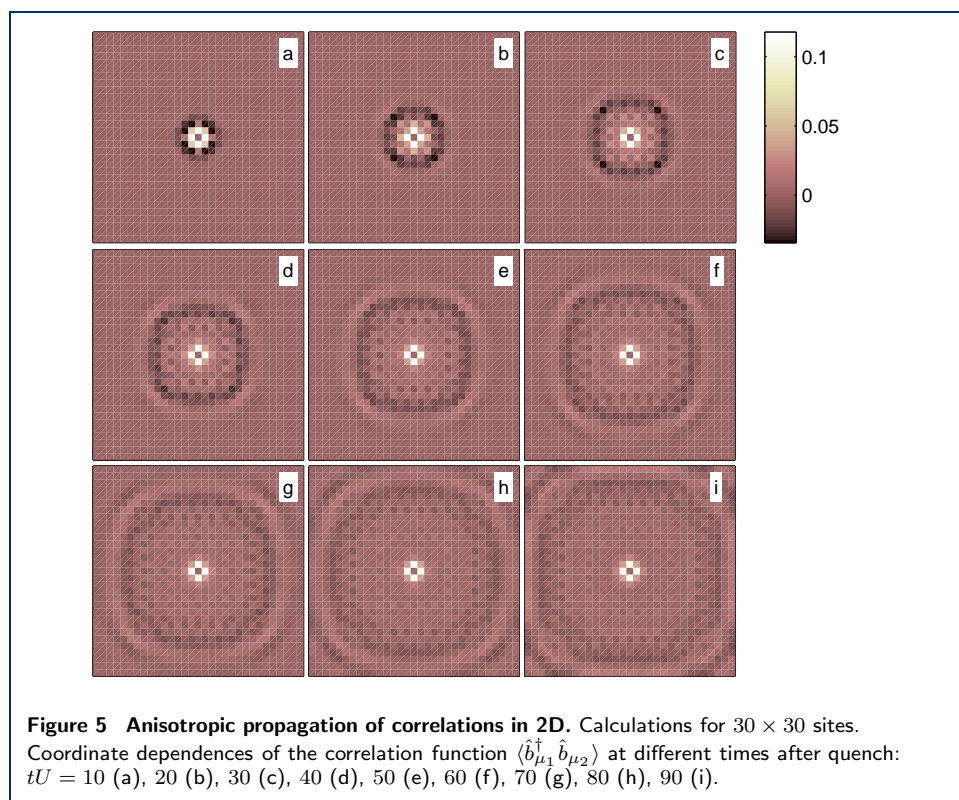 a
b
c
0.1
0.05
0
d
e
f
g
h
i
Figure 5 Anisotropic propagation of correlations in 2D. Calculations for 30 × 30 sites.
Coordinate dependences of the correlation function ⟨b̂†μ₁ b̂μ₂⟩ at different times after quench:
tU = 10 (a), 20 (b), 30 (c), 40 (d), 50 (e), 60 (f), 70 (g), 80 (h), 90 (i).